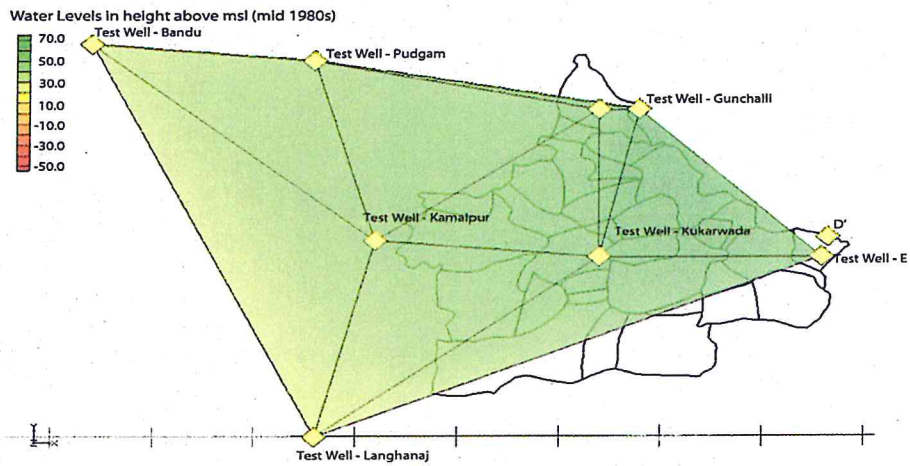 Water Levels in height above msl (mid 1980s)
Test Well - Bandu
70.0
50.0
30.0
10.0
-10.0
-30.0
-50.0
Test Well - Pudgam
Test Well - Gunchalli
Test Well - Kamalpur
Test Well - Kukarwada
D'
Test Well - E
Y
Z
X
Test Well - Langhanaj